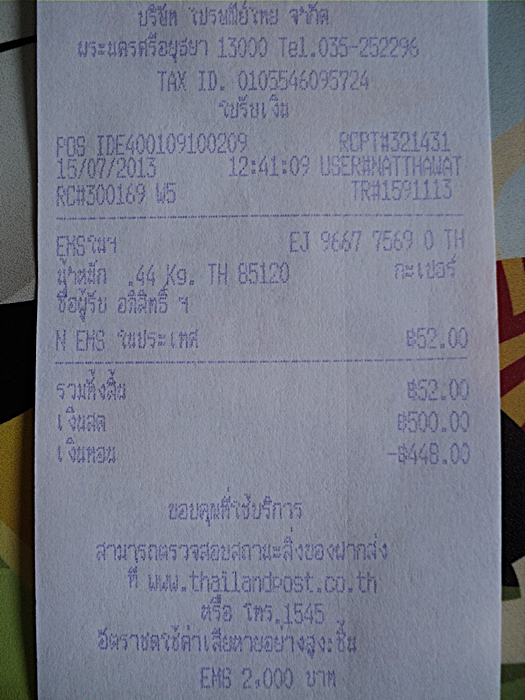 บริษัท ไปรษณีย์ไทย จำกัด
พระนครศรีอยุธยา 13000 Tel.035-252296
TAX ID. 0105546095724
ใบรับเงิน
POS IDE400109100209 RCPT#321431
15/07/2013 12:41:09 USER#NATTHAWAT
RC#300169 W5 TR#1591113
EMSในฯ EJ 9667 7569 0 TH
น้ำหนัก .44 Kg. TH 85120 กะเปอร์
ชื่อผู้รับ อภิสิทธิ์ ฯ
N EMS ในประเทศ ฿52.00
รวมทั้งสิ้น ฿52.00
เงินสด ฿500.00
เงินทอน -฿448.00
ขอบคุณที่ใช้บริการ
สามารถตรวจสอบสถานะสิ่งของฝากส่ง
ที่ www.thailandpost.co.th
หรือ โทร.1545
อัตราชดใช้ค่าเสียหายอย่างสูง:ชิ้น
EMS 2,000 บาท